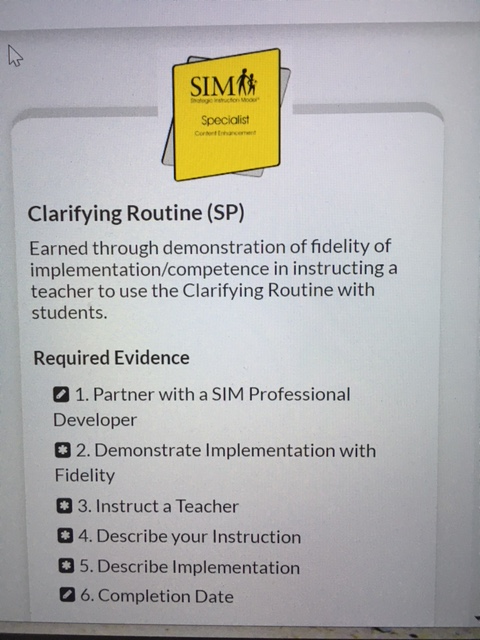 SIM
Strategic Instruction Model®
Specialist
Content Enhancement
Clarifying Routine (SP)
Earned through demonstration of fidelity of
implementation/competence in instructing a
teacher to use the Clarifying Routine with
students.
Required Evidence
1. Partner with a SIM Professional
Developer
2. Demonstrate Implementation with
Fidelity
3. Instruct a Teacher
4. Describe your Instruction
5. Describe Implementation
6. Completion Date